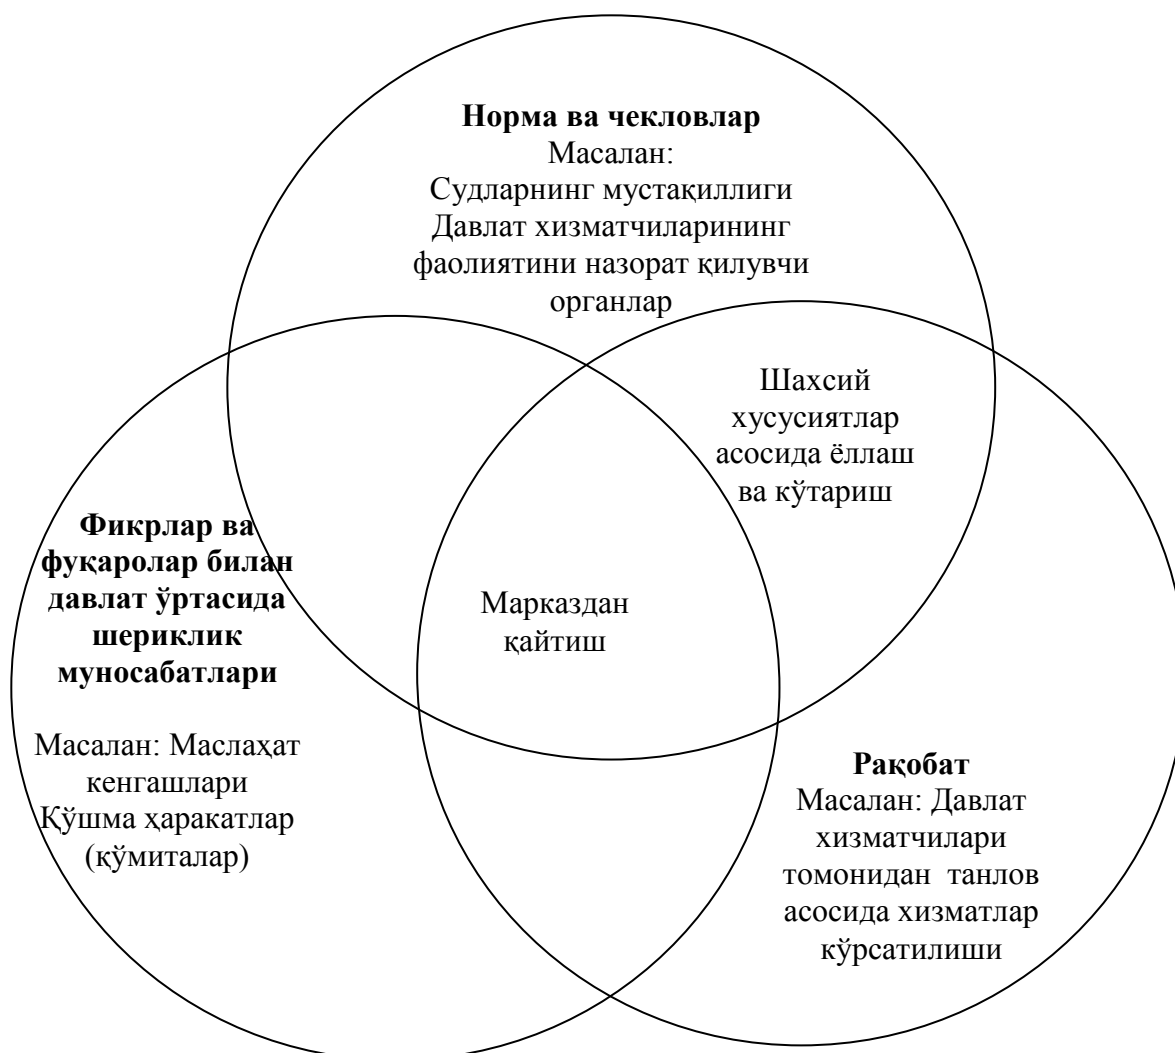 Норма ва чекловлар
Масалан:
Судларнинг мустақиллиги
Давлат хизматчиларининг
фаолиятини назорат қилувчи
органлар
Шахсий
хусусиятлар
асосида ёллаш
ва кўтариш
Фикрлар ва
фуқаролар билан
давлат ўртасида
шериклик
муносабатлари
Масалан: Маслаҳат
кенгашлари
Қўшма ҳаракатлар
(қўмиталар)
Марказдан
қайтиш
Рақобат
Масалан: Давлат
хизматчилари
томонидан танлов
асосида хизматлар
кўрсатилиши